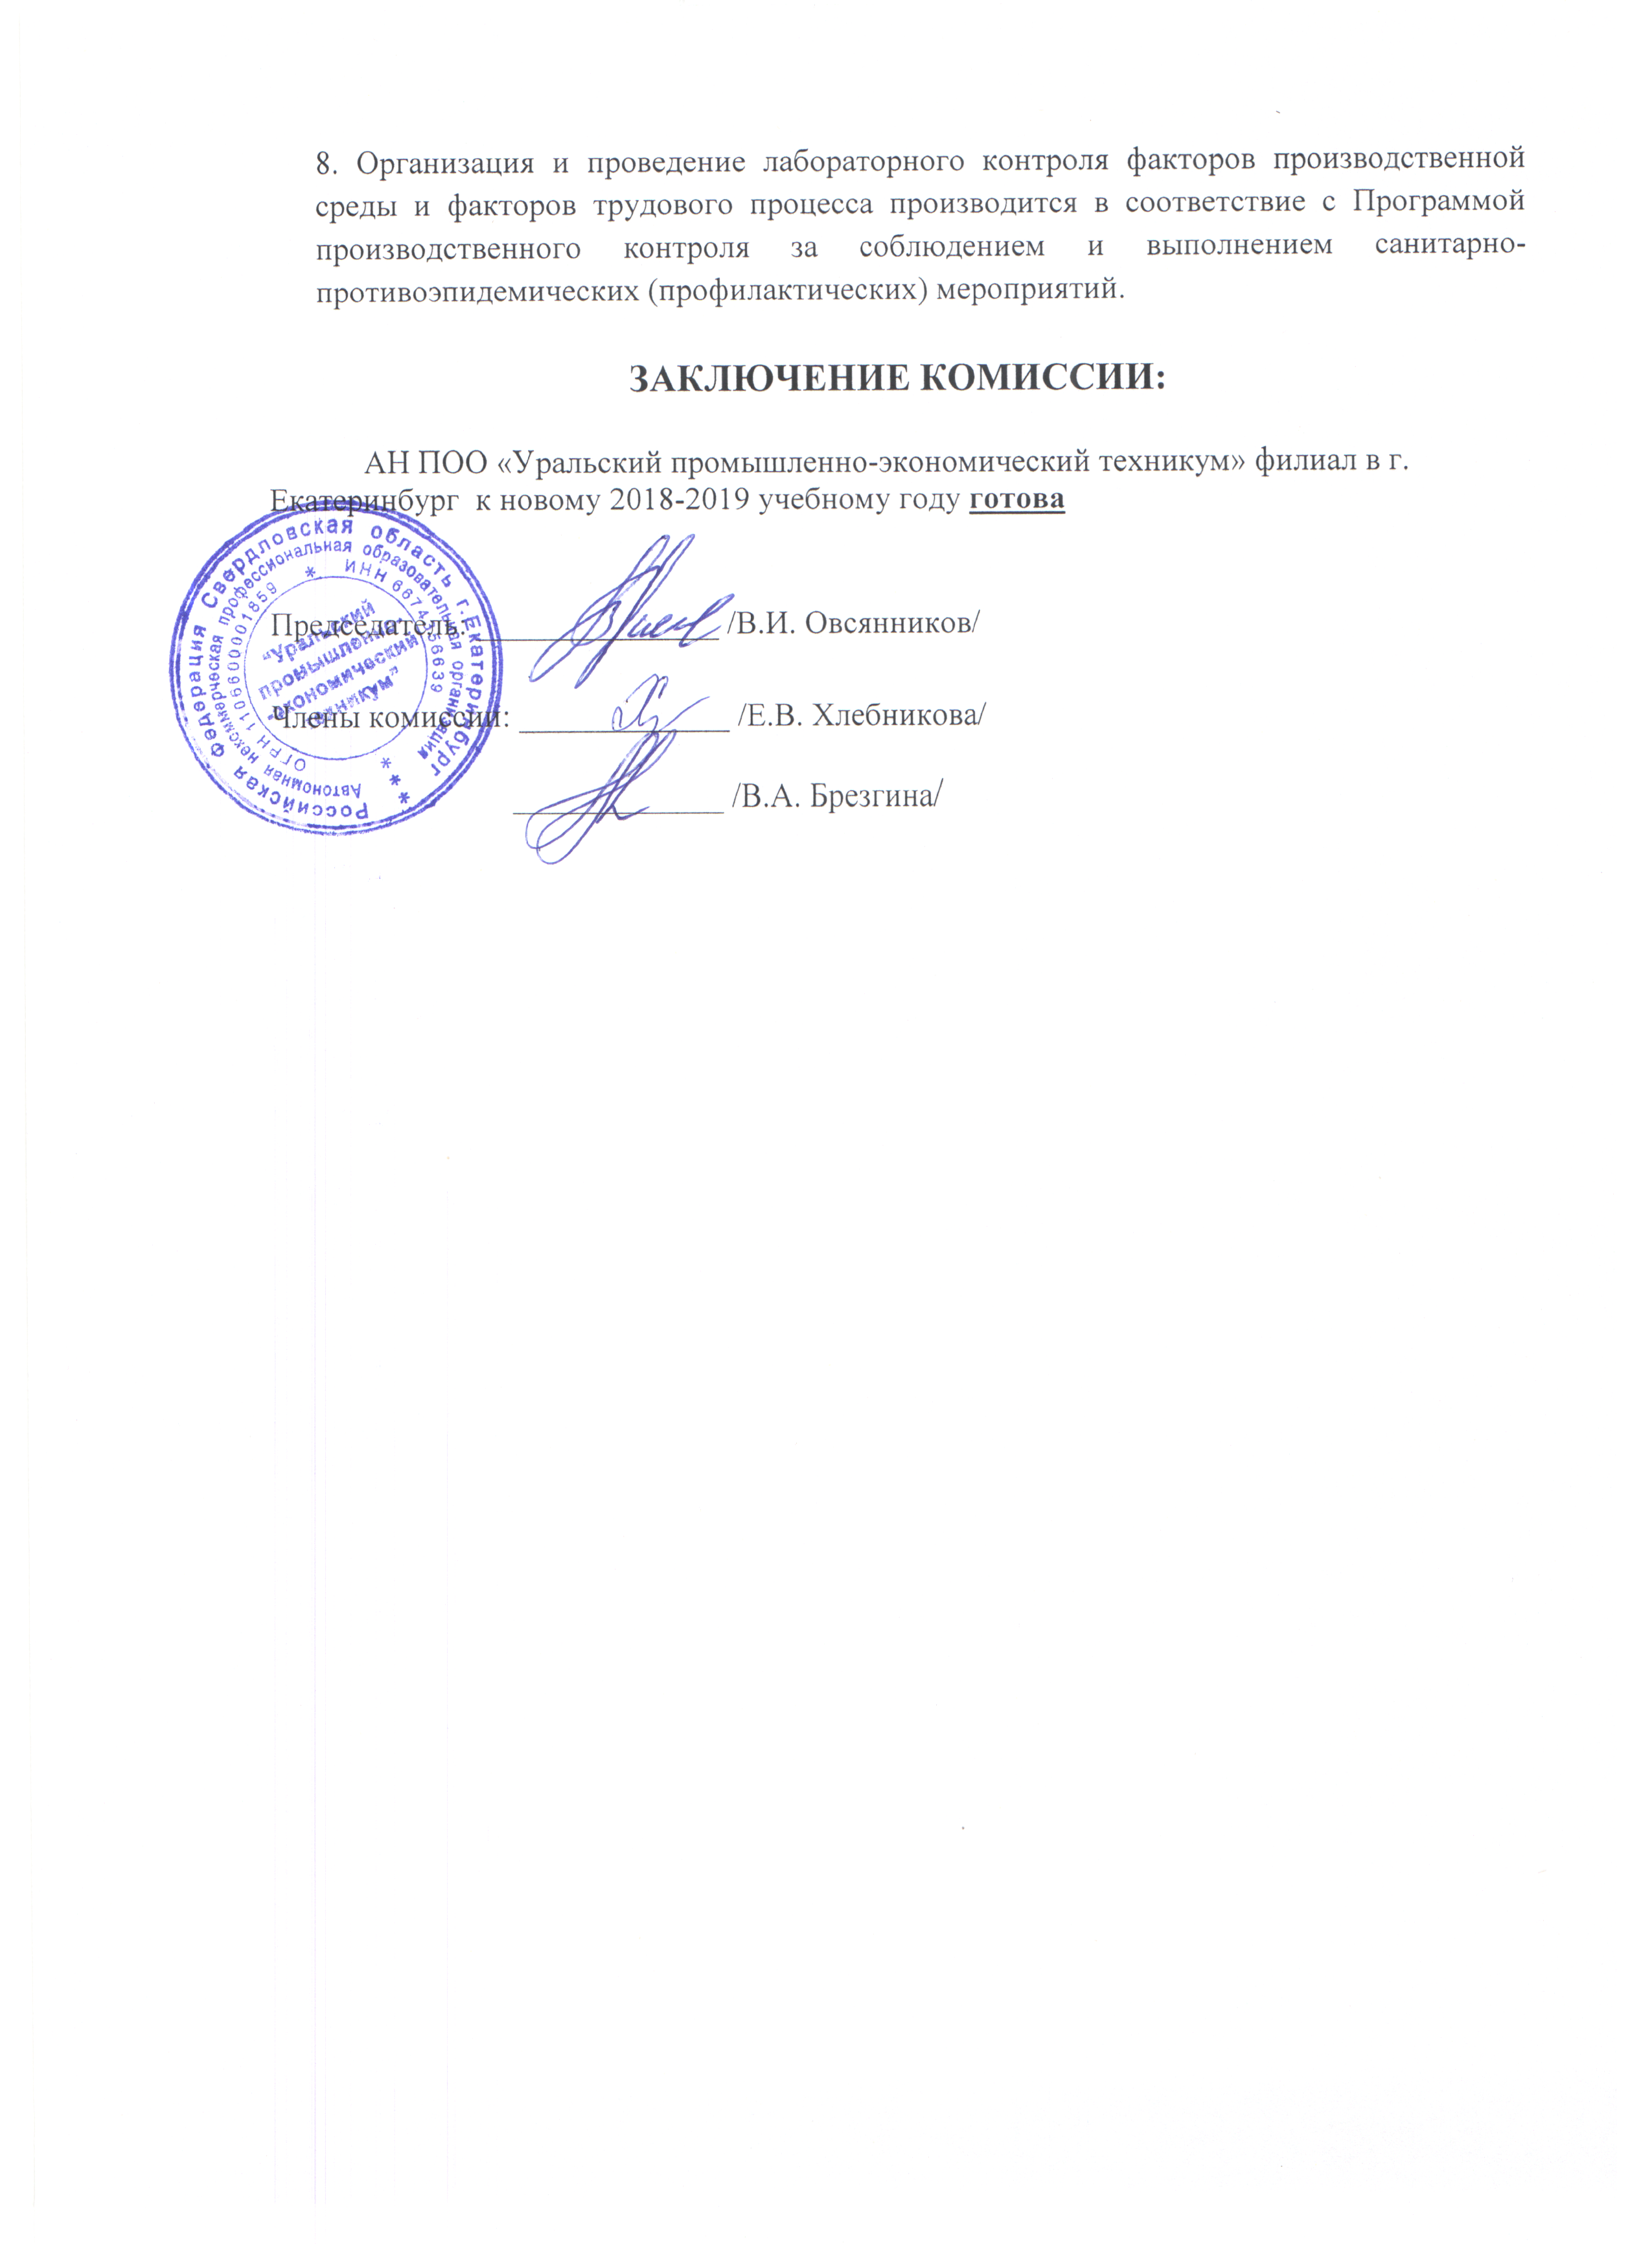 8. Организация и проведение лабораторного контроля факторов производственной
среды и факторов трудового процесса производится в соответствие с Программой
производственного контроля за соблюдением и выполнением санитарно-
противоэпидемических (профилактических) мероприятий.
ЗАКЛЮЧЕНИЕ КОМИССИИ:
АН ПОО «Уральский промышленно-экономический техникум» филиал в г.
Екатеринбург к новому 2018-2019 учебному году готова
Председатель: /В.И. Овсянников/
Члены комиссии: /Е.В. Хлебникова/
/В.А. Брезгина/
Российская Федерация Свердловская область г.Екатеринбург
Автономная некоммерческая профессиональная образовательная организация
ОГРН 1106600001859 * ИНН
"Уральский
промышленно-
-экономический
техникум"